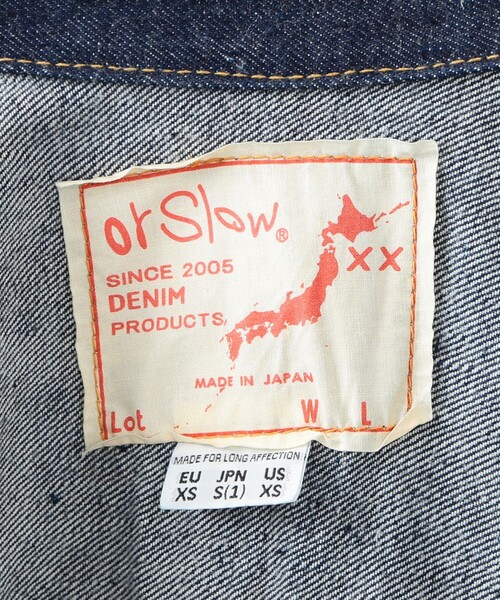 orSlow®
SINCE 2005
XX
DENIM
PRODUCTS
MADE IN JAPAN
Lot W L
MADE FOR LONG AFFECTION
EU JPN US
XS S(1) XS